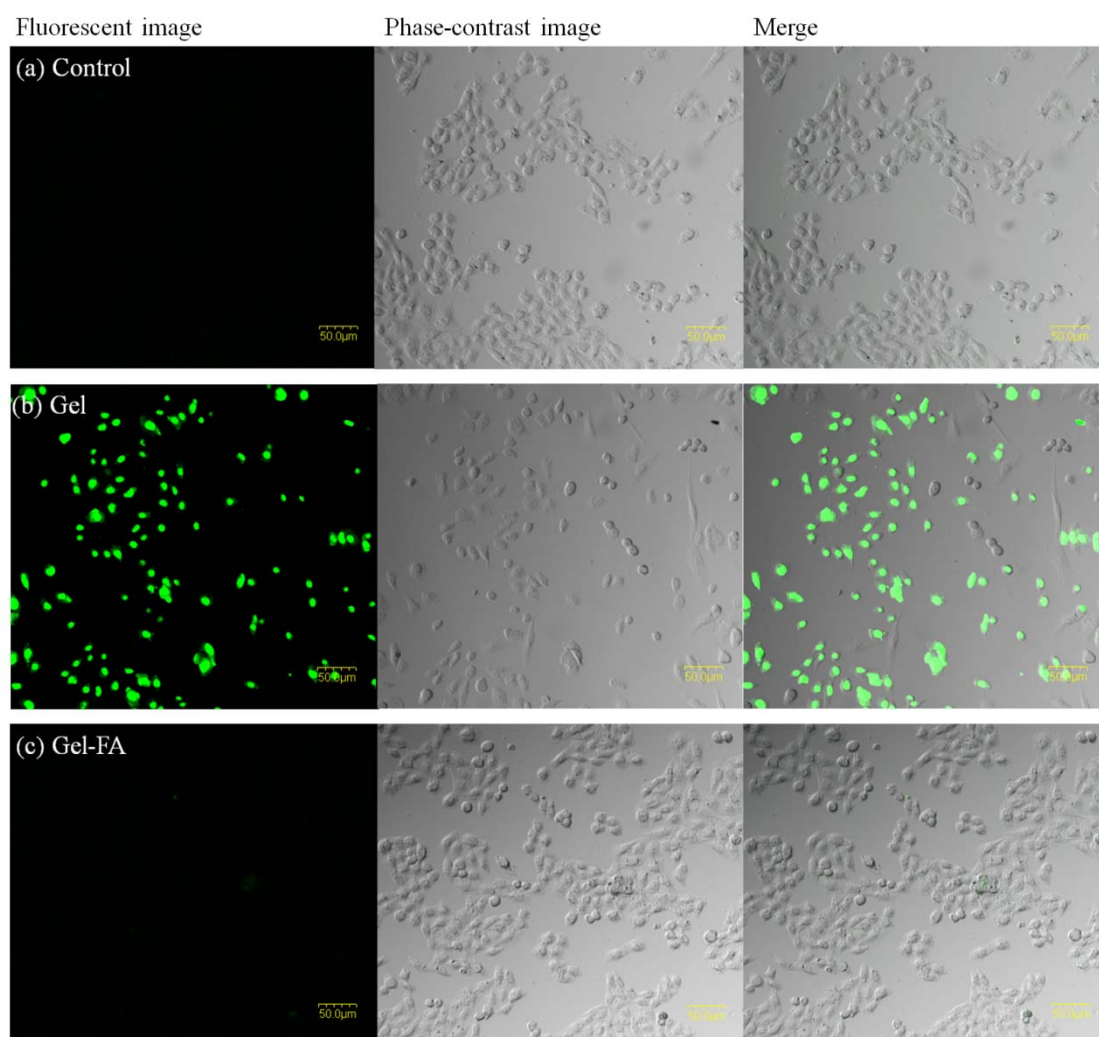 Fluorescent image Phase-contrast image Merge
(a) Control
50.0µm 50.0µm 50.0µm
(b) Gel
50.0µm 50.0µm 50.0µm
(c) Gel-FA
50.0µm 50.0µm 50.0µm